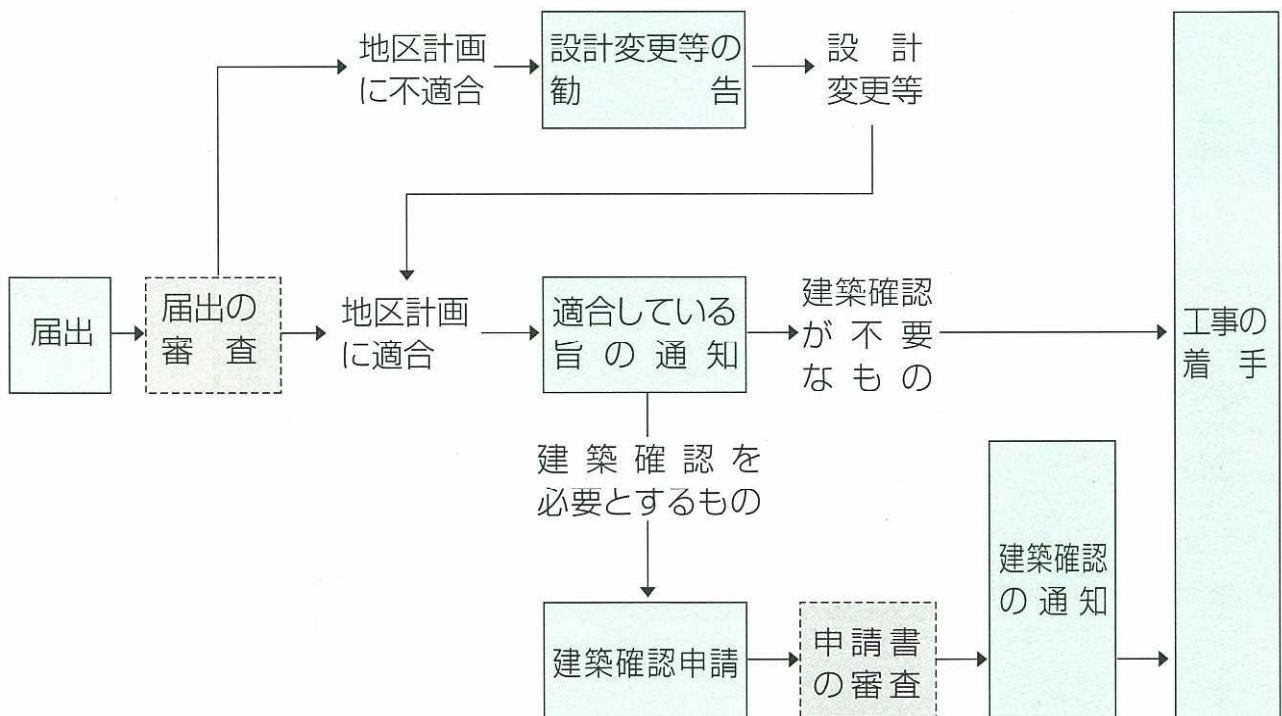 地区計画
に不適合
設計変更等の
勧告
設計
変更等
届出
届出の
審査
地区計画
に適合
適合している
旨の通知
建築確認
が不要
なもの
工事の
着手
建築確認を
必要とするもの
建築確認申請
申請書
の審査
建築確認
の通知